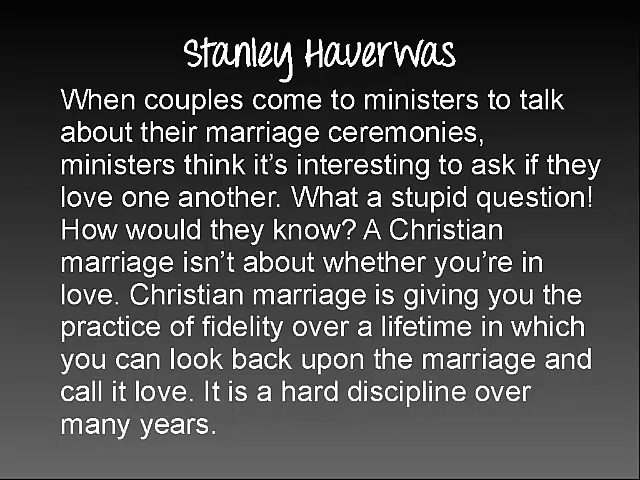 Stanley Haverwas
When couples come to ministers to talk
about their marriage ceremonies,
ministers think it's interesting to ask if they
love one another. What a stupid question!
How would they know? A Christian
marriage isn't about whether you're in
love. Christian marriage is giving you the
practice of fidelity over a lifetime in which
you can look back upon the marriage and
call it love. It is a hard discipline over
many years.